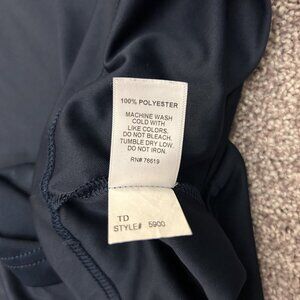 100% POLYESTER
MACHINE WASH
COLD WITH
LIKE COLORS.
DO NOT BLEACH.
TUMBLE DRY LOW.
DO NOT IRON.
RN# 76619
TD
STYLE# 5900